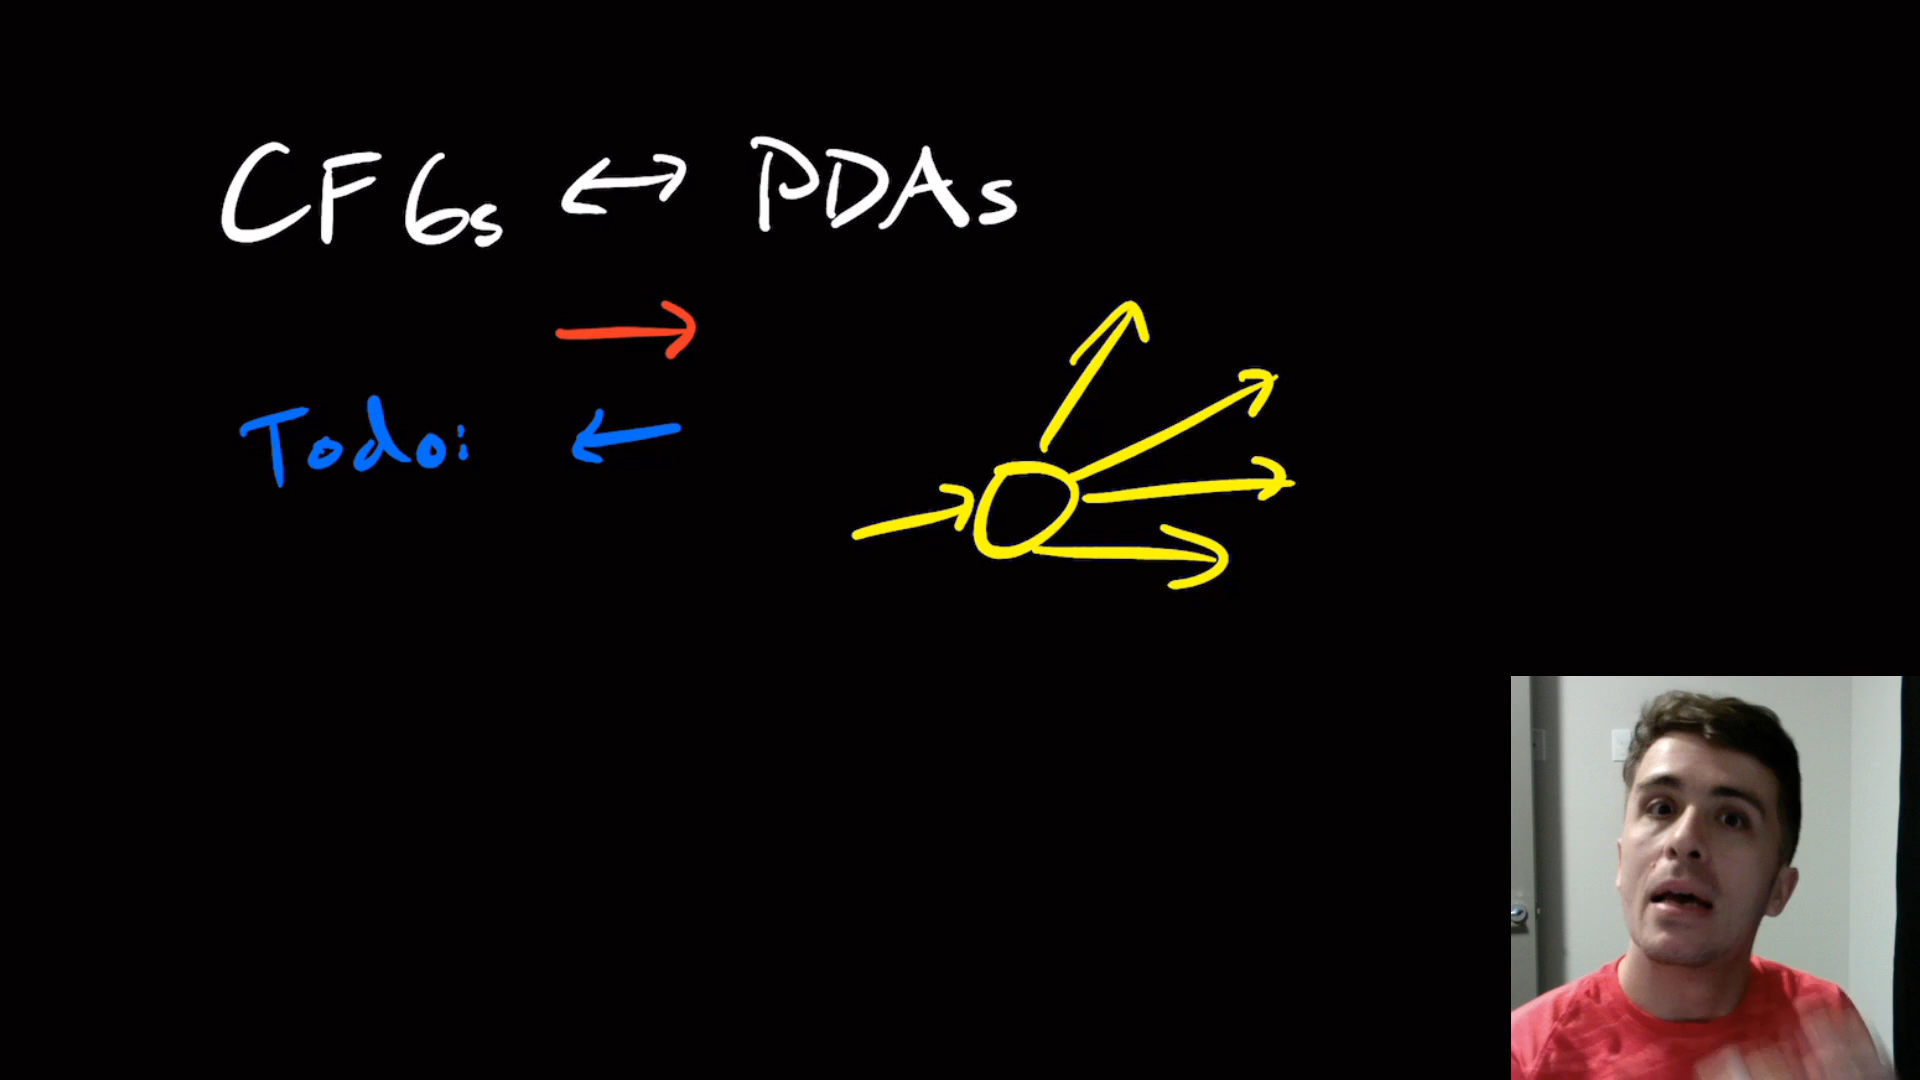 CFGs ↔ PDAs
→
Todo: ←